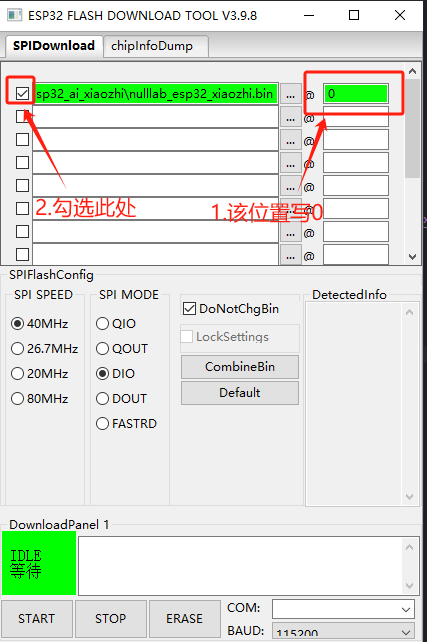 ESP32 FLASH DOWNLOAD TOOL V3.9.8
SPIDownload chipInfoDump
sp32_ai_xiaozhi\nulllab_esp32_xiaozhi.bin ... @ 0
... @
... @
... @
... @
2.勾选此处 1.该位置写0
... @
... @
... @
SPIFlashConfig
SPI SPEED SPI MODE DetectedInfo
40MHz QIO DoNotChgBin
26.7MHz QOUT LockSettings
20MHz DIO CombineBin
80MHz DOUT Default
FASTRD
DownloadPanel 1
IDLE
等待
START STOP ERASE COM:
BAUD: 115200